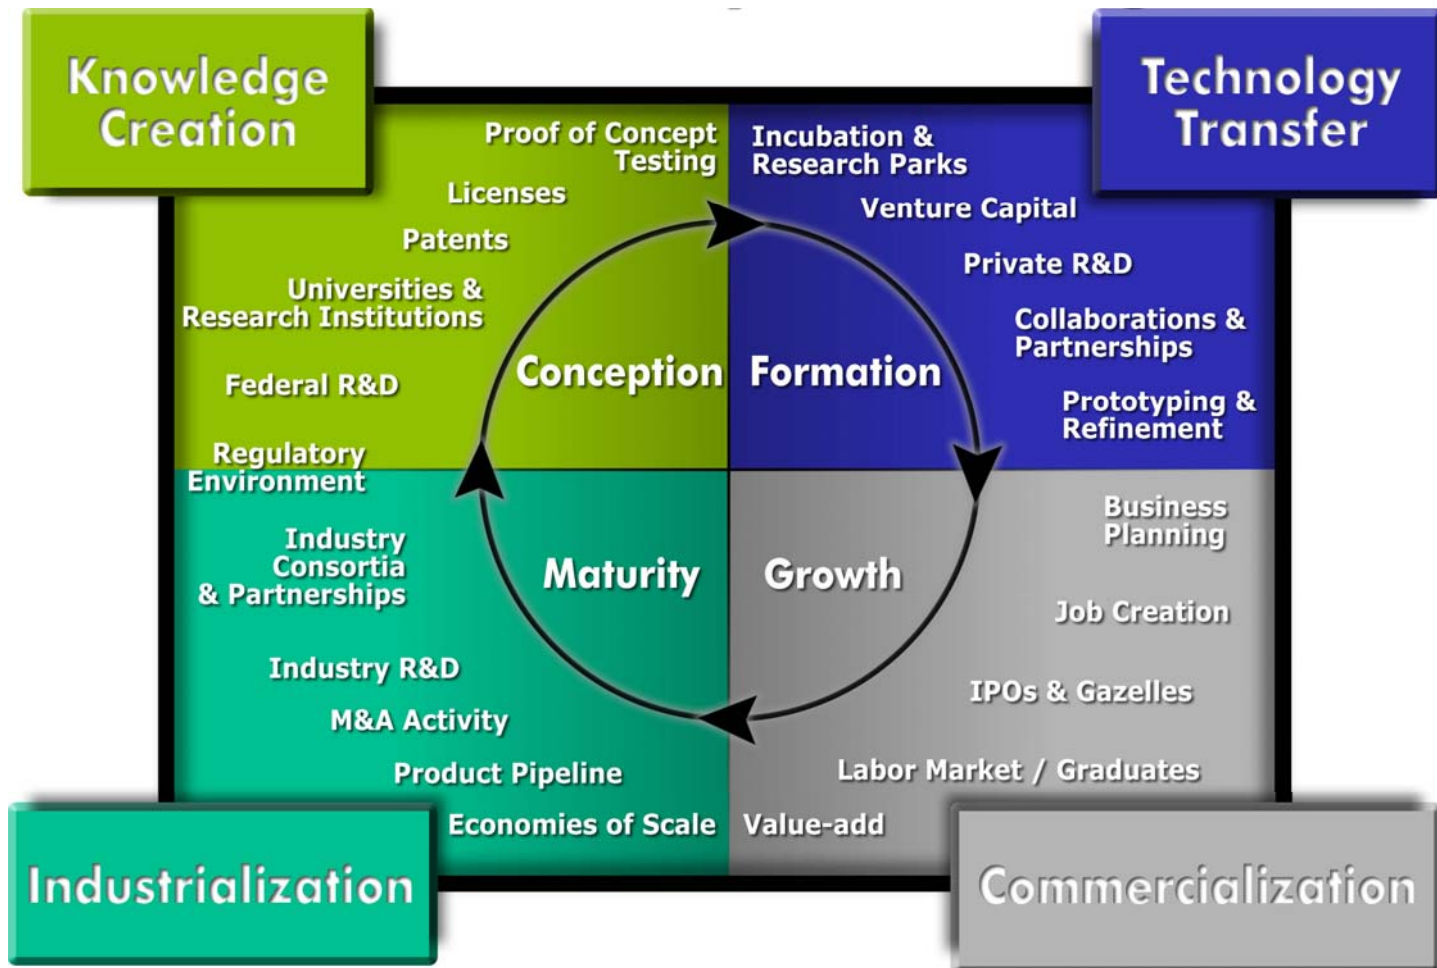 Knowledge
Creation
Technology
Transfer
Proof of Concept
Testing
Licenses
Patents
Universities &
Research Institutions
Federal R&D
Regulatory
Environment
Conception
Incubation &
Research Parks
Venture Capital
Private R&D
Collaborations &
Partnerships
Prototyping &
Refinement
Formation
Industry
Consortia
& Partnerships
Industry R&D
M&A Activity
Product Pipeline
Economies of Scale
Maturity
Growth
Business
Planning
Job Creation
IPOs & Gazelles
Labor Market / Graduates
Value-add
Industrialization
Commercialization